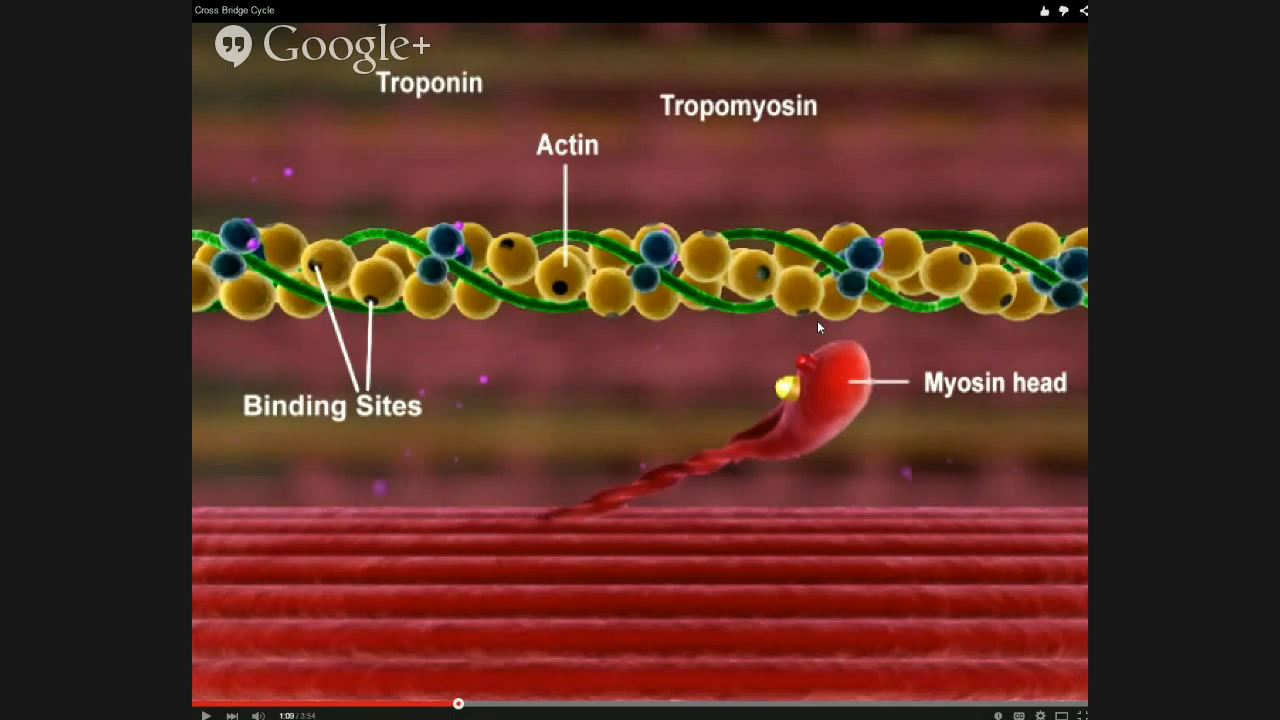 Cross Bridge Cycle
Google+
Troponin
Tropomyosin
Actin
Myosin head
Binding Sites
1:09 / 3:54